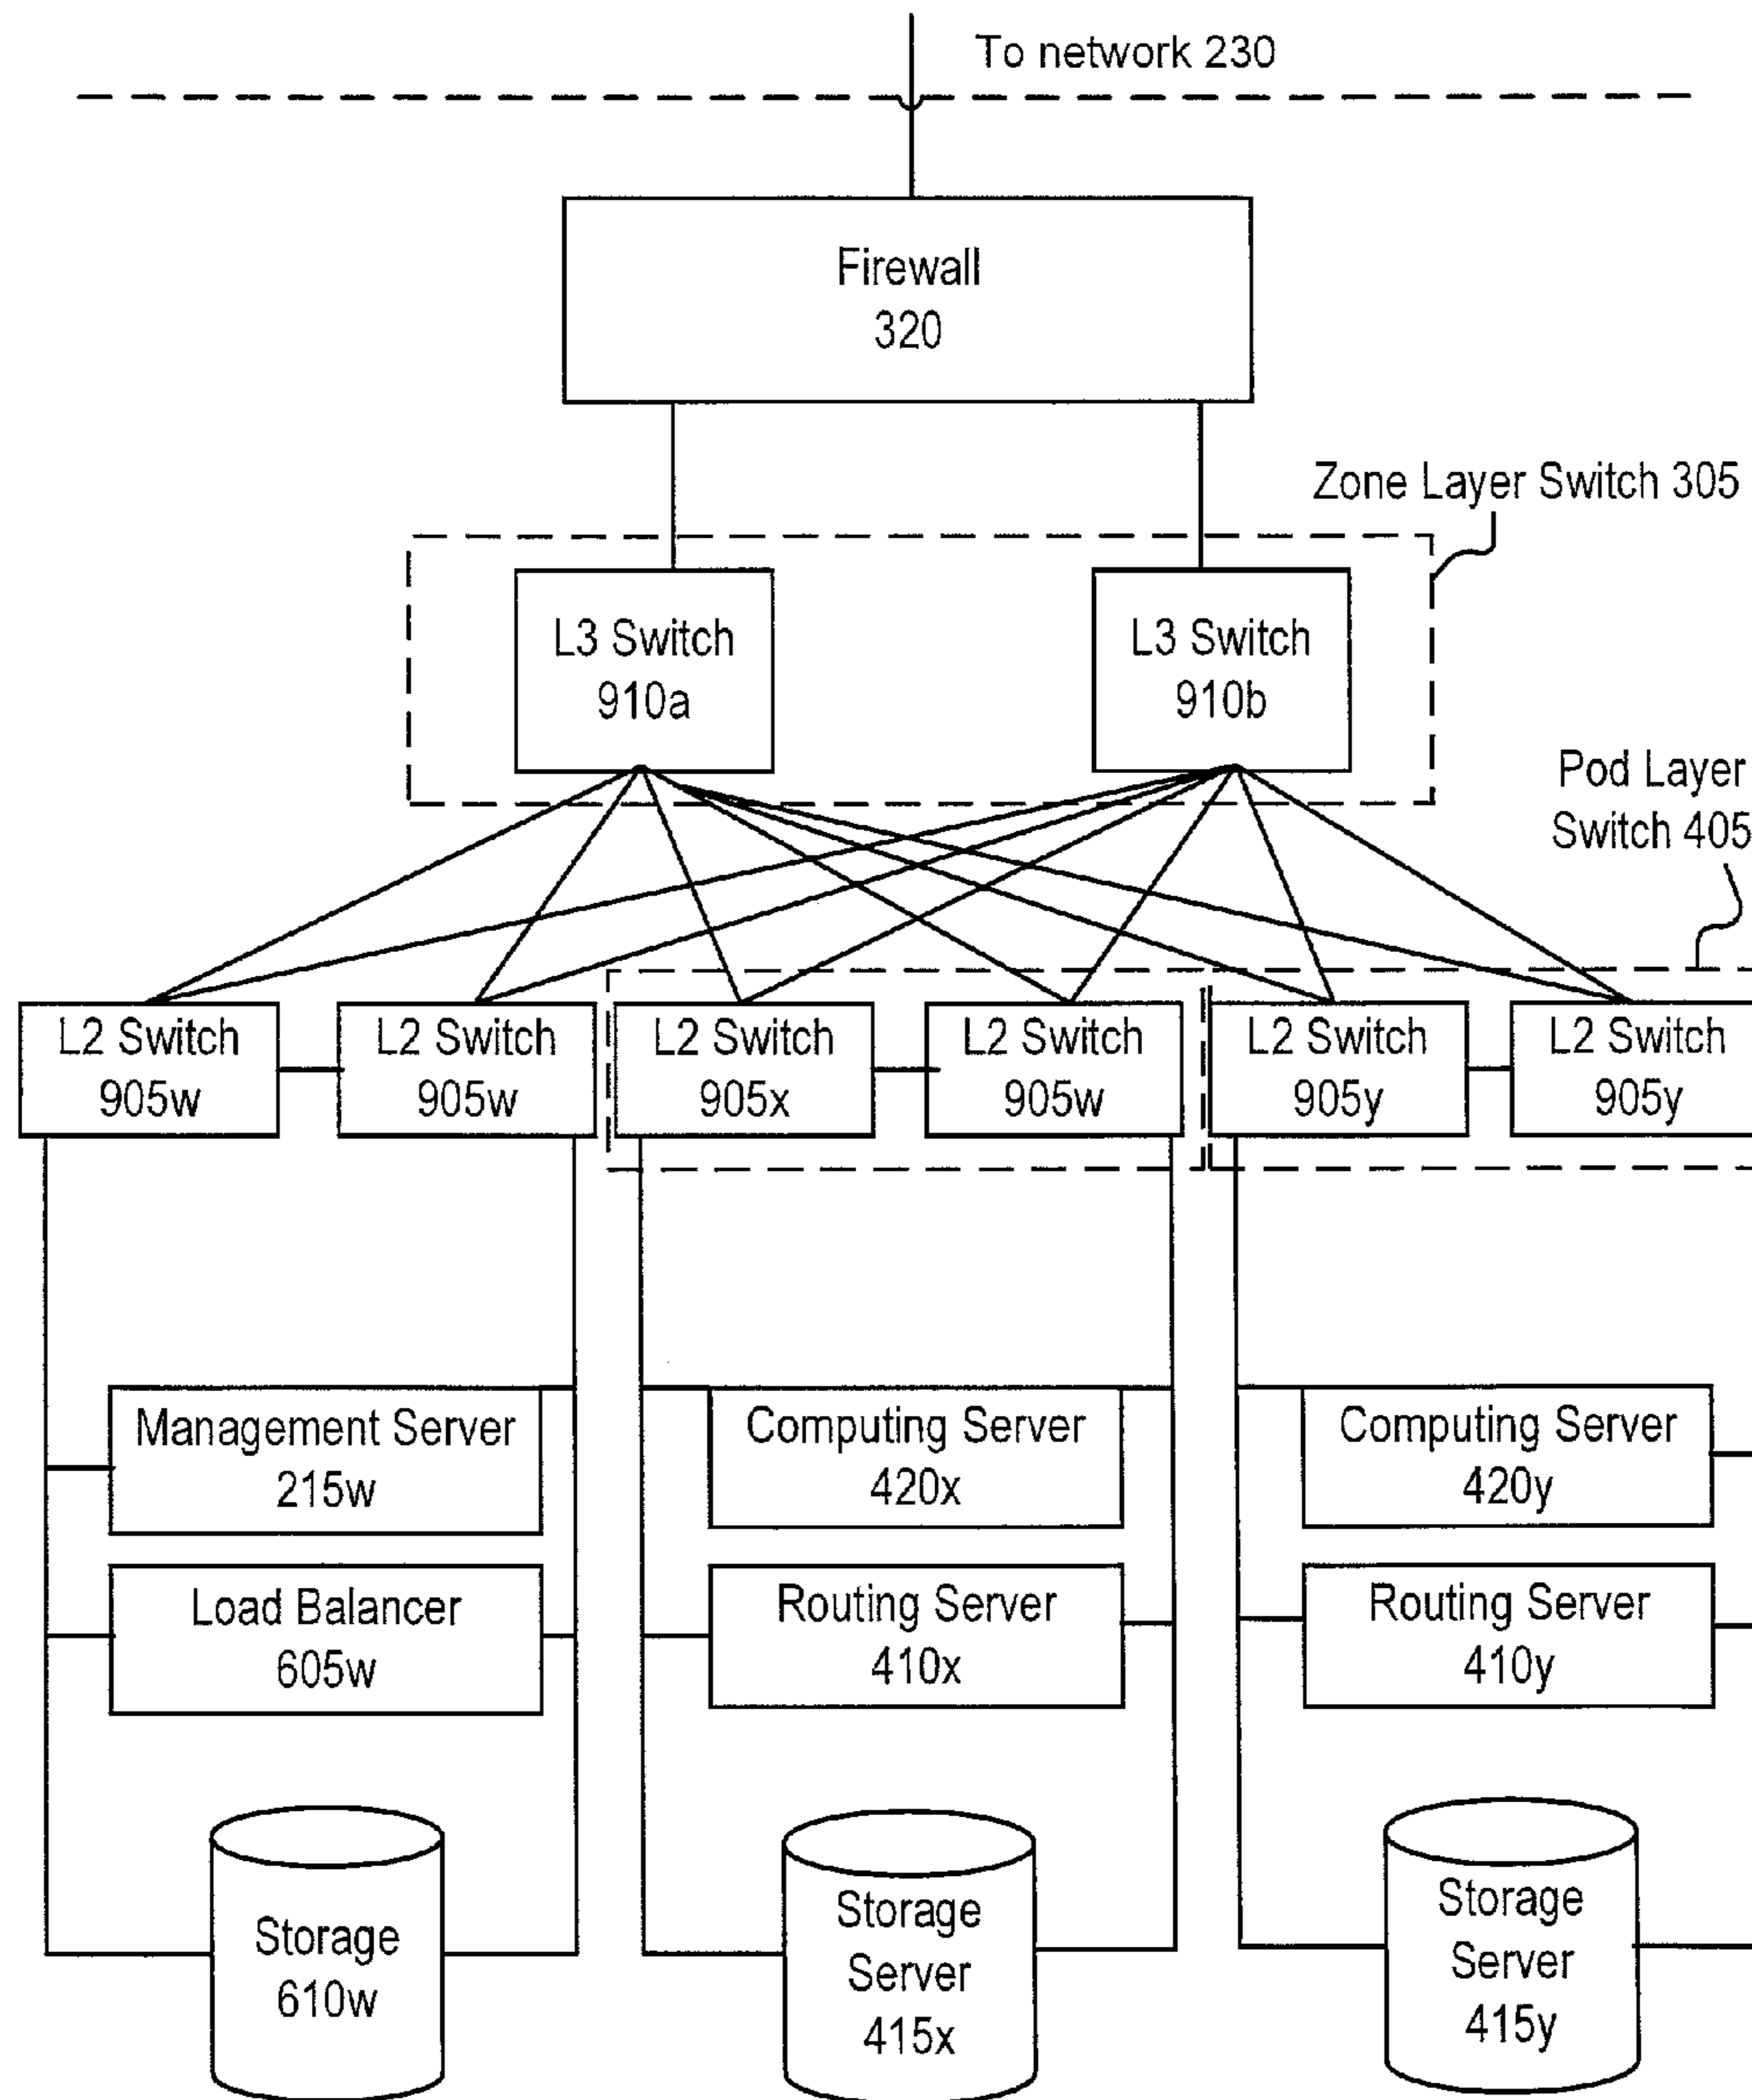 To network 230
Firewall
320
Zone Layer Switch 305
L3 Switch
910a
L3 Switch
910b
Pod Layer
Switch 405
L2 Switch
905w
L2 Switch
905w
L2 Switch
905x
L2 Switch
905w
L2 Switch
905y
L2 Switch
905y
Management Server
215w
Computing Server
420x
Computing Server
420y
Load Balancer
605w
Routing Server
410x
Routing Server
410y
Storage
610w
Storage
Server
415x
Storage
Server
415y